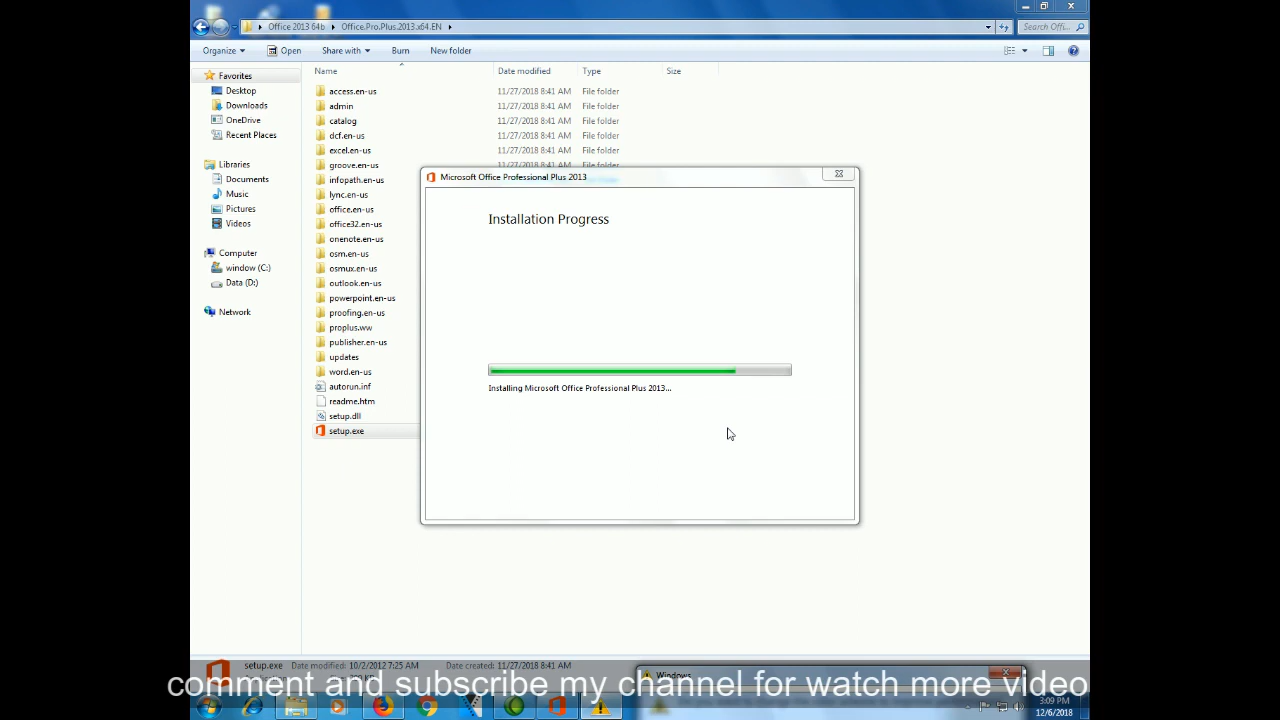 Office 2013 64b Office.Pro.Plus.2013.x64.EN Search Offi...
Organize Open Share with Burn New folder
Name Date modified Type Size
Favorites
Desktop
Downloads
OneDrive
Recent Places
Libraries
Documents
Music
Pictures
Videos
Computer
window (C:)
Data (D:)
Network
access.en-us 11/27/2018 8:41 AM File folder
admin 11/27/2018 8:41 AM File folder
catalog 11/27/2018 8:41 AM File folder
dcf.en-us 11/27/2018 8:41 AM File folder
excel.en-us 11/27/2018 8:41 AM File folder
groove.en-us 11/27/2018 8:41 AM File folder
infopath.en-us
lync.en-us
office.en-us
office32.en-us
onenote.en-us
osm.en-us
osmux.en-us
outlook.en-us
powerpoint.en-us
proofing.en-us
proplus.ww
publisher.en-us
updates
word.en-us
autorun.inf
readme.htm
setup.dll
setup.exe
Microsoft Office Professional Plus 2013
Installation Progress
Installing Microsoft Office Professional Plus 2013...
setup.exe Date modified: 10/2/2012 7:25 AM Date created: 11/27/2018 8:41 AM
Windows
comment and subscribe my channel for watch more video
3:09 PM
12/6/2018